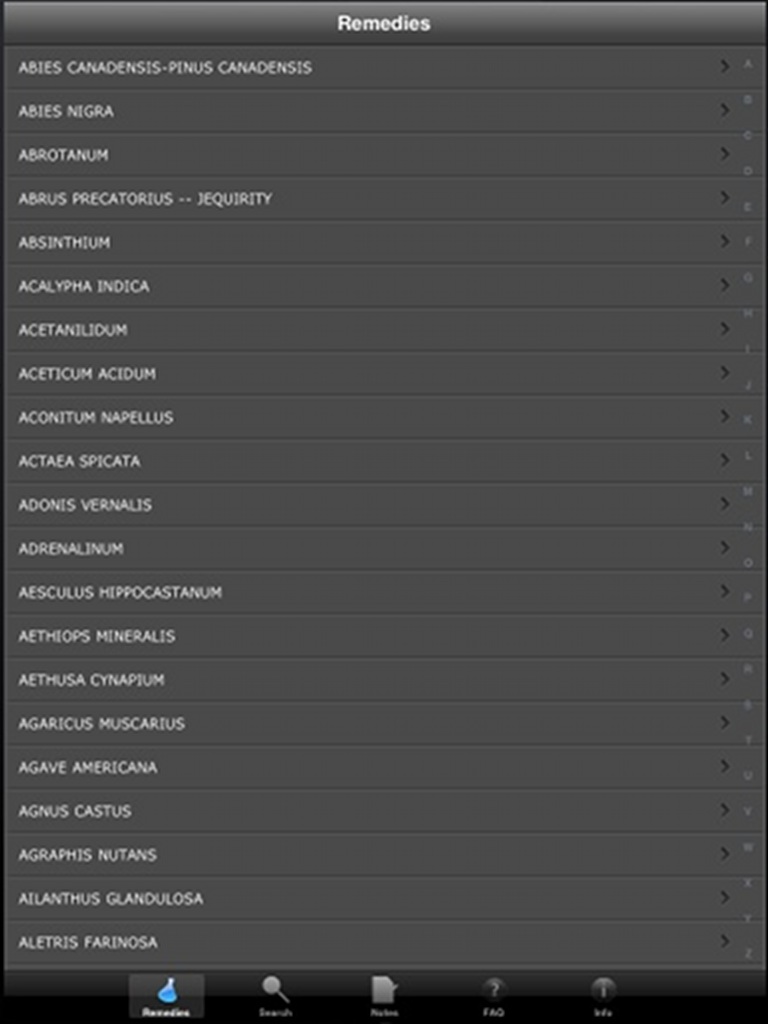 Remedies
ABIES CANADENSIS-PINUS CANADENSIS
A
ABIES NIGRA
B
C
ABROTANUM
D
ABRUS PRECATORIUS -- JEQUIRITY
E
ABSINTHIUM
F
ACALYPHA INDICA
G
H
ACETANILIDUM
I
ACETICUM ACIDUM
J
ACONITUM NAPELLUS
K
ACTAEA SPICATA
L
M
ADONIS VERNALIS
N
ADRENALINUM
O
AESCULUS HIPPOCASTANUM
P
AETHIOPS MINERALIS
Q
AETHUSA CYNAPIUM
R
S
AGARICUS MUSCARIUS
T
AGAVE AMERICANA
U
AGNUS CASTUS
V
AGRAPHIS NUTANS
W
X
AILANTHUS GLANDULOSA
Y
ALETRIS FARINOSA
Z
Remedies
Search
Notes
FAQ
Info